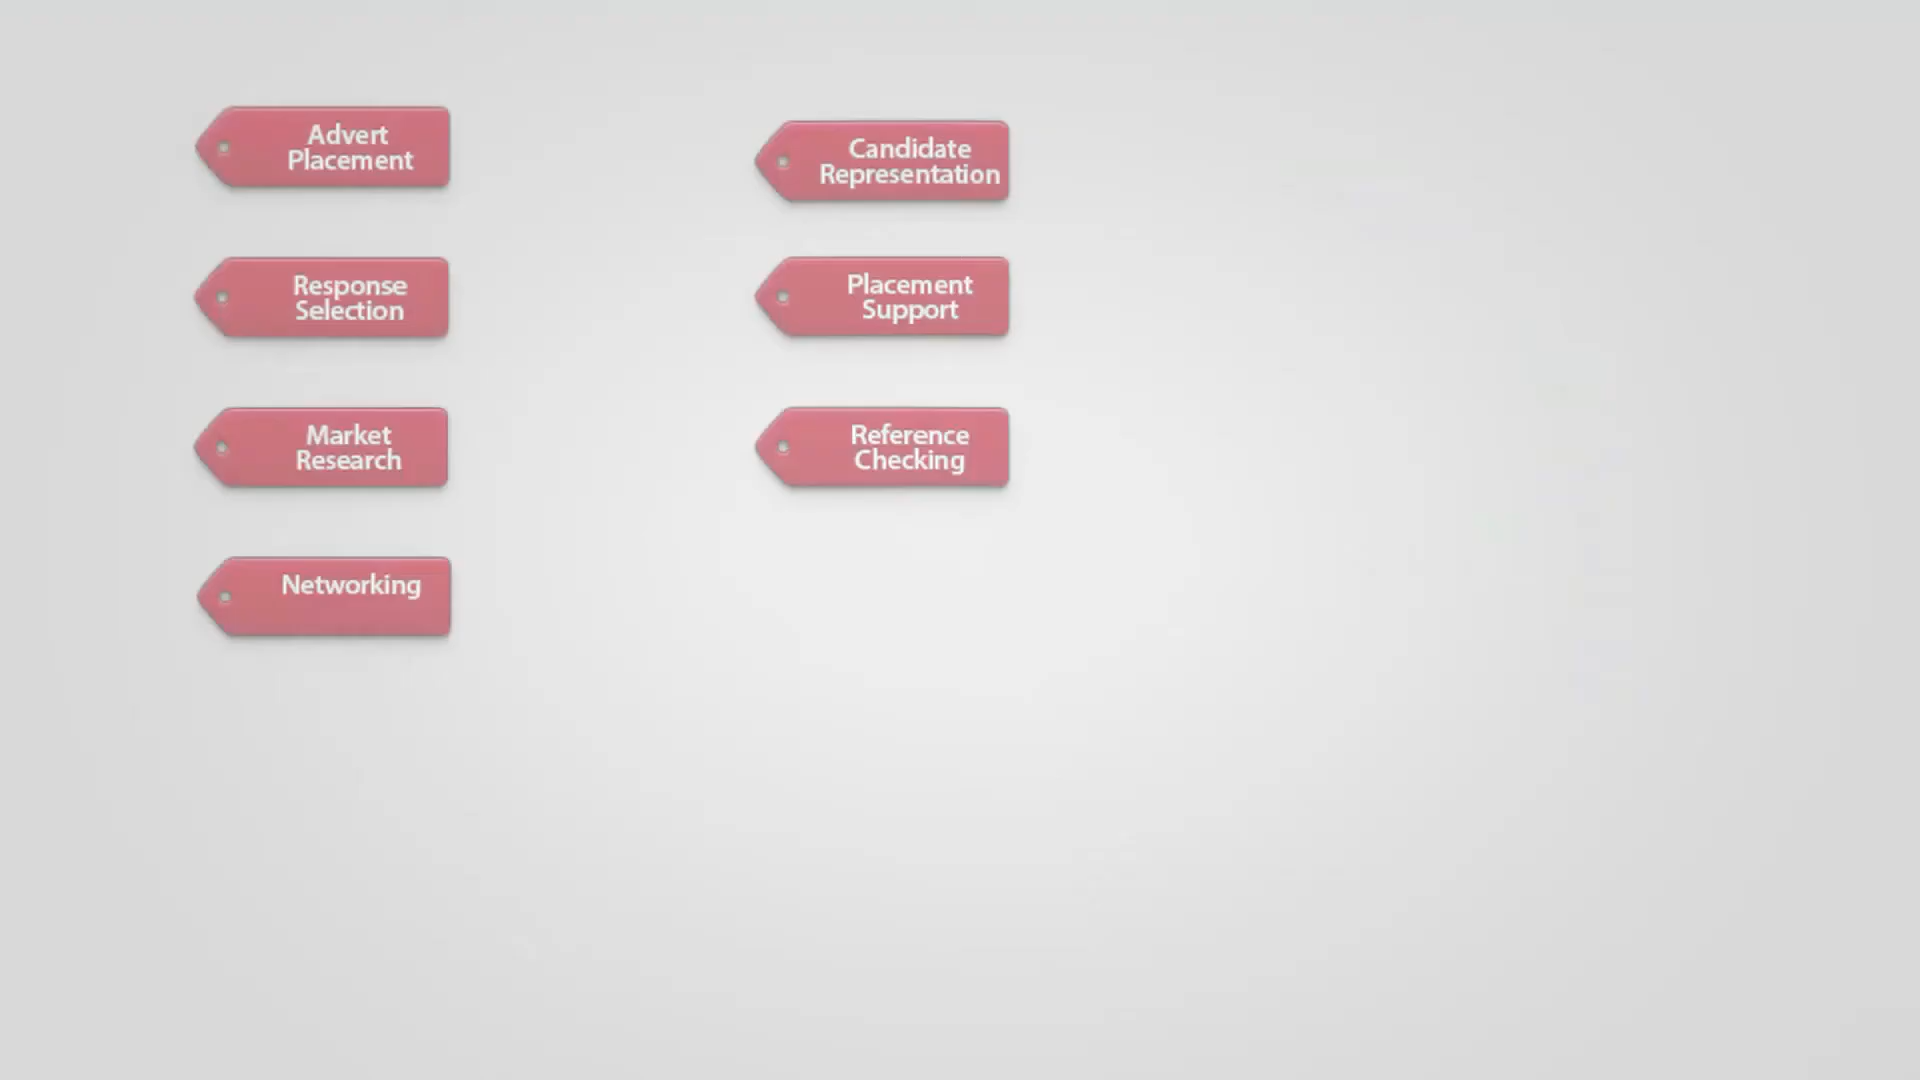 Advert
Placement
Response
Selection
Market
Research
Networking
Candidate
Representation
Placement
Support
Reference
Checking